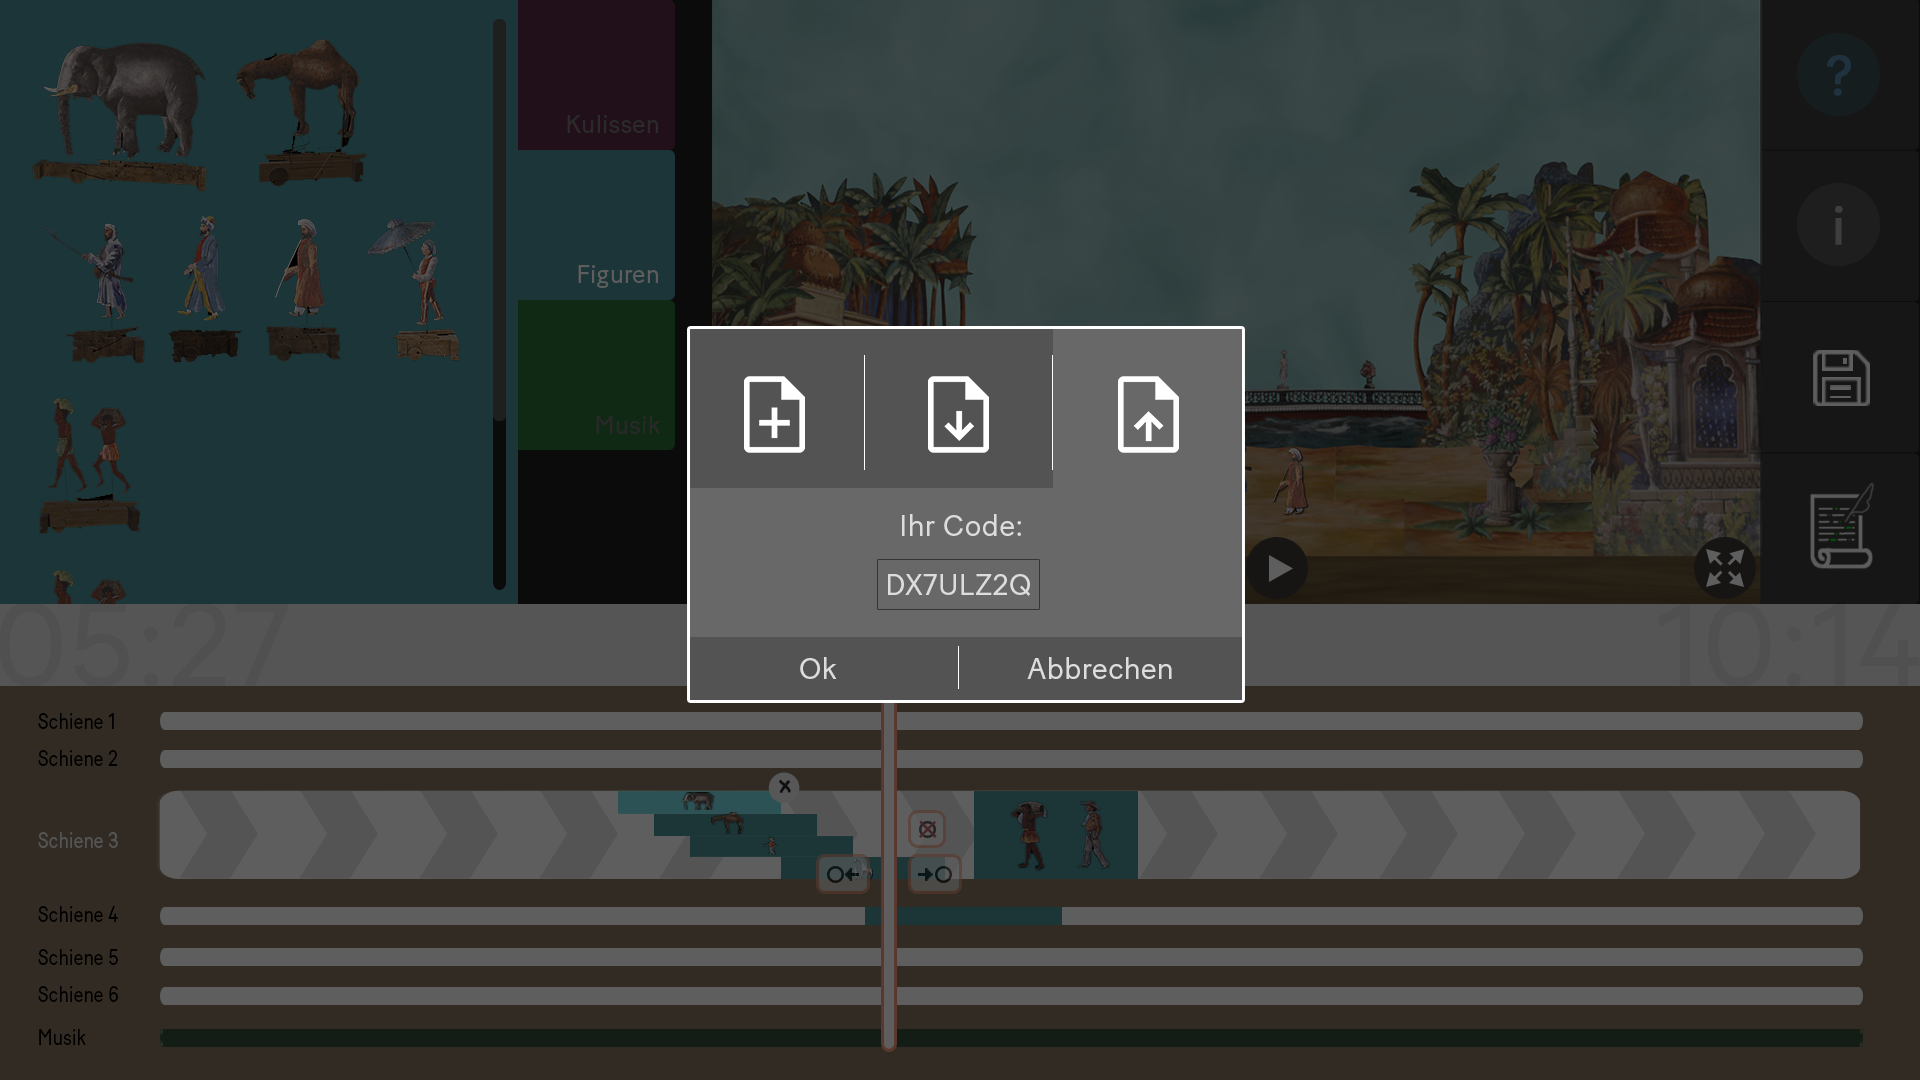 Kulissen
Figuren
Musik
?
i
Ihr Code:
DX7ULZ2Q
Ok
Abbrechen
05:27
10:14
Schiene 1
Schiene 2
x
Schiene 3
Schiene 4
Schiene 5
Schiene 6
Musik